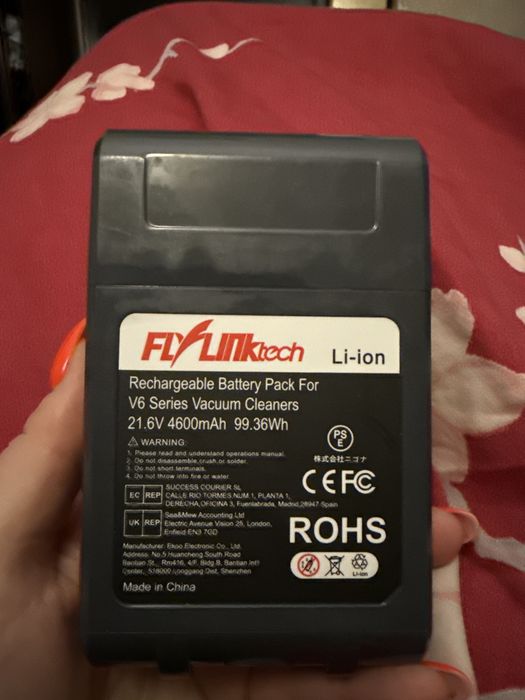 FLYLINKtech
Li-ion
Rechargeable Battery Pack For
V6 Series Vacuum Cleaners
21.6V 4600mAh 99.36Wh
WARNING:
1. Please read and understand operations manual.
2. Do not disassemble,crush,or solder.
3. Do not short terminals.
4. Do not throw into fire or water.
PS
E
株式会社ニゴナ
CE FC
EC REP
SUCCESS COURIER SL
CALLE RIO TORMES NUM.1, PLANTA 1,
DERECHA,OFICINA 3, Fuenlabrada, Madrid,28947 Spain
UK REP
Sea&Mew Accounting Ltd
Electric Avenue Vision 25, London,
Enfield EN3 7GD
ROHS
Manufacturer: Ekoo Electronic Co., Ltd.
Address: No.5 Huancheng South Road
Bantian St., Rm416, 4/F, Bldg.B, Bantian Int'l
Center, 518000 Longgang Dist, Shenzhen
Li-ion
Made in China